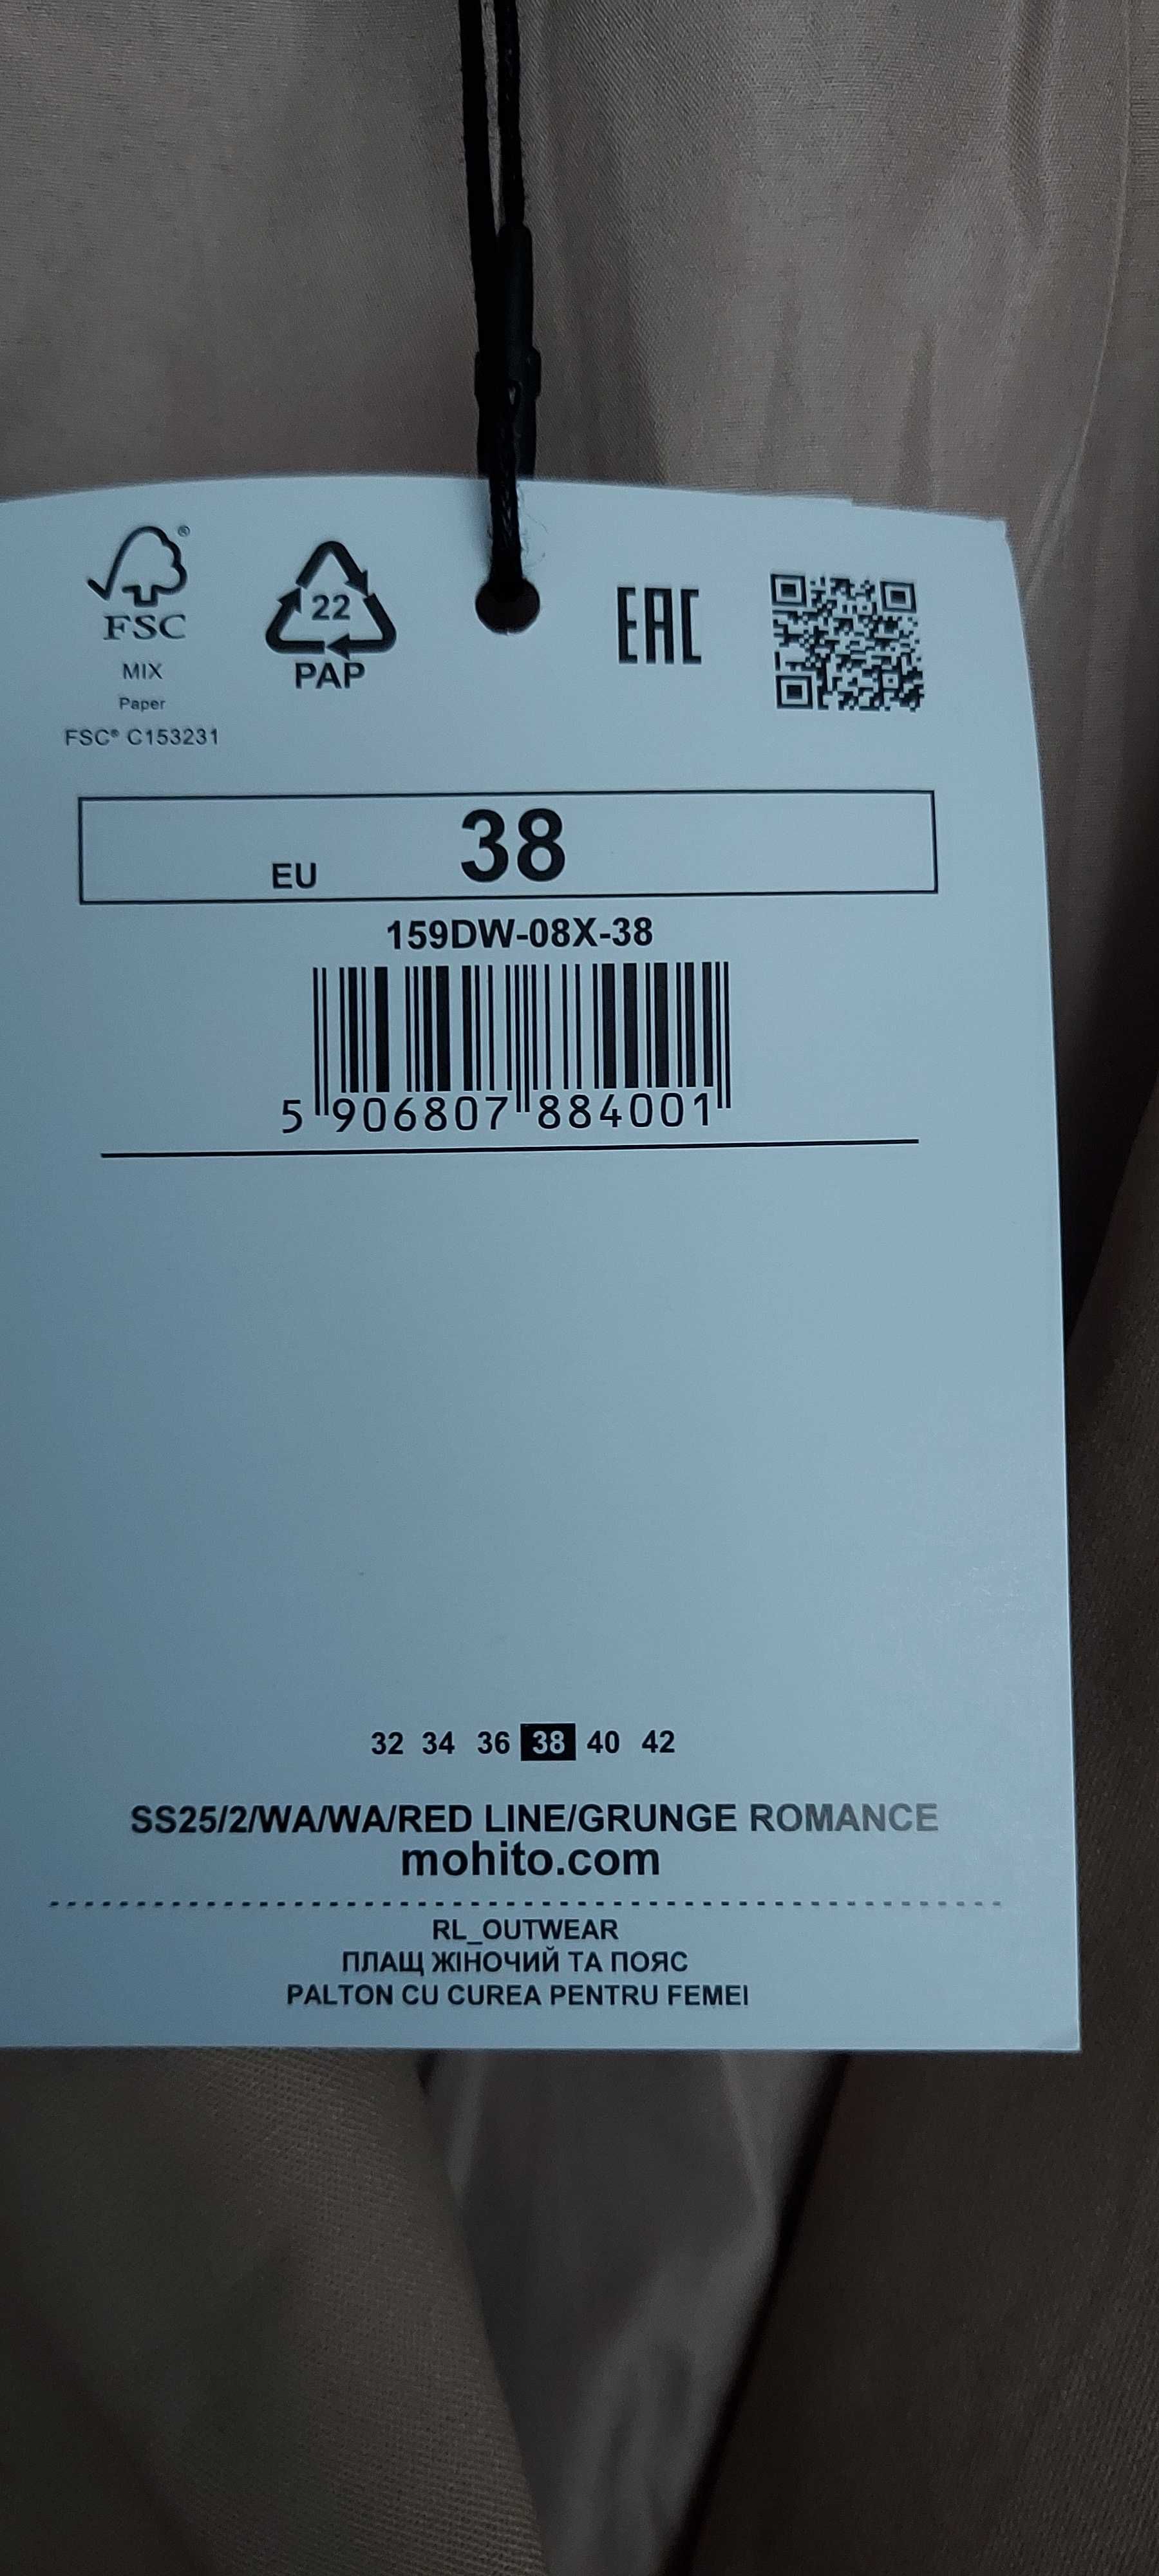 FSC®
MIX
Paper
FSC® C153231
22
PAP
EAC
EU 38
159DW-08X-38
5 906807 884001
32 34 36 38 40 42
SS25/2/WA/WA/RED LINE/GRUNGE ROMANCE
mohito.com
RL_OUTWEAR
ПЛАЩ ЖІНОЧИЙ ТА ПОЯС
PALTON CU CUREA PENTRU FEMEI